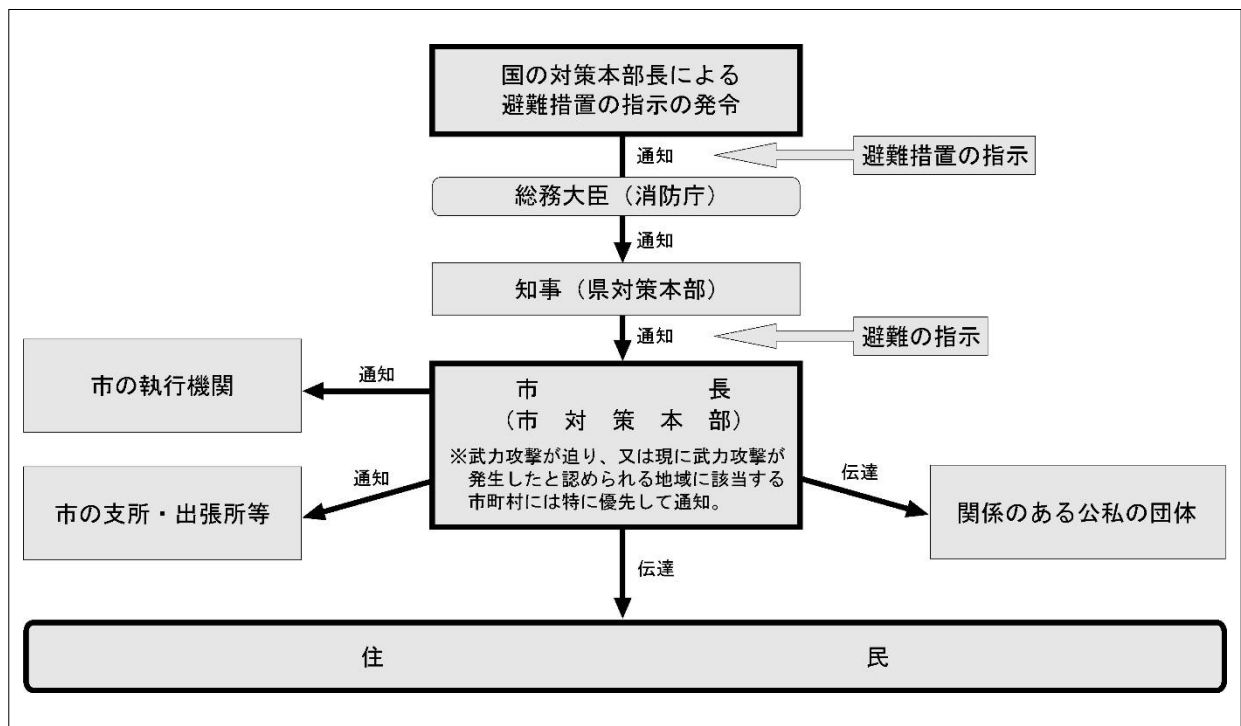 国の対策本部長による
避難措置の指示の発令
通知
避難措置の指示
総務大臣（消防庁）
通知
知事（県対策本部）
通知
避難の指示
市の執行機関
通知
市長
（市対策本部）
※武力攻撃が迫り、又は現に武力攻撃が
発生したと認められる地域に該当する
市町村には特に優先して通知。
通知
市の支所・出張所等
伝達
関係のある公私の団体
伝達
住民